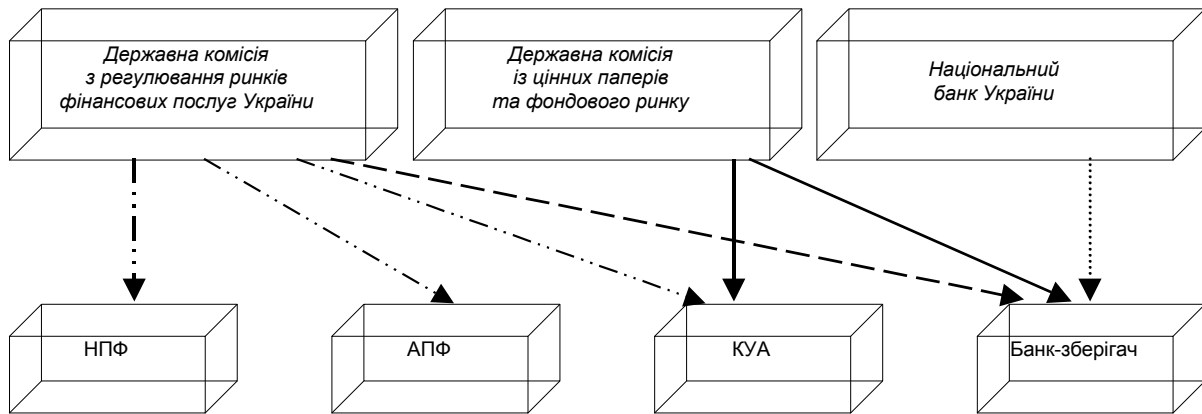 Державна комісія
з регулювання ринків
фінансових послуг України
Державна комісія
із цінних паперів
та фондового ринку
Національний
банк України
НПФ
АПФ
КУА
Банк-зберігач